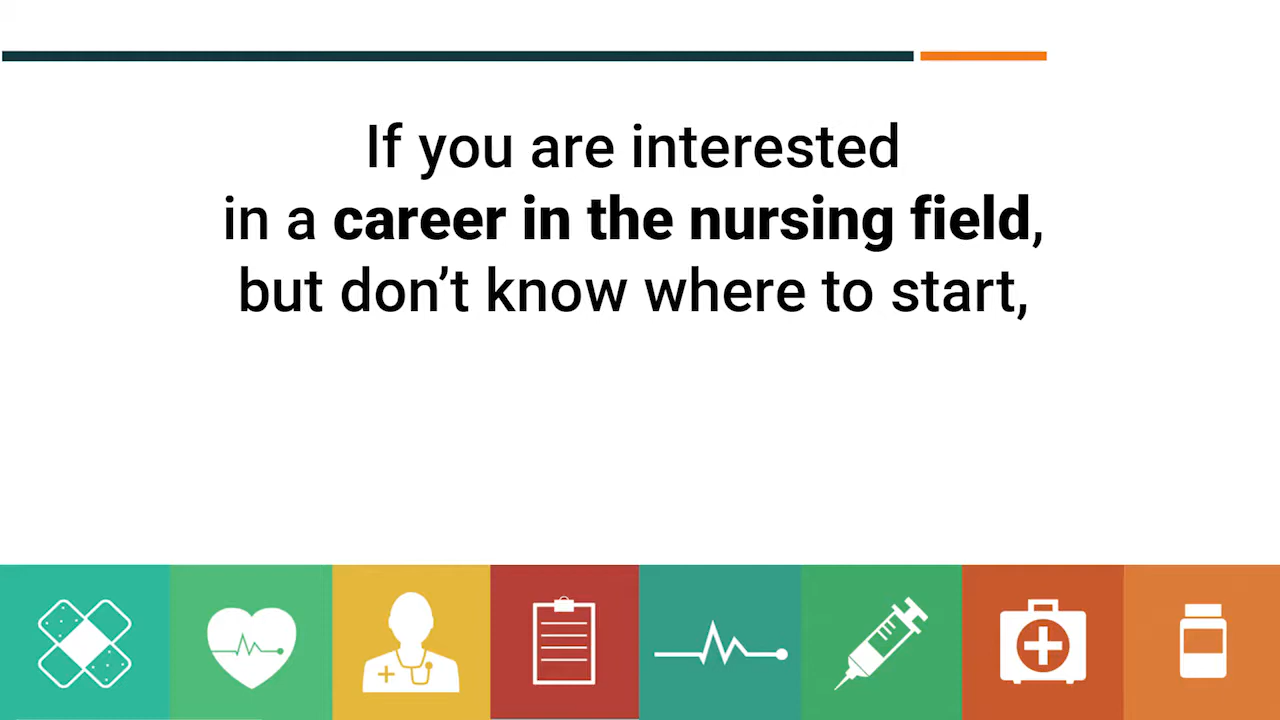 If you are interested
in a career in the nursing field,
but don’t know where to start,